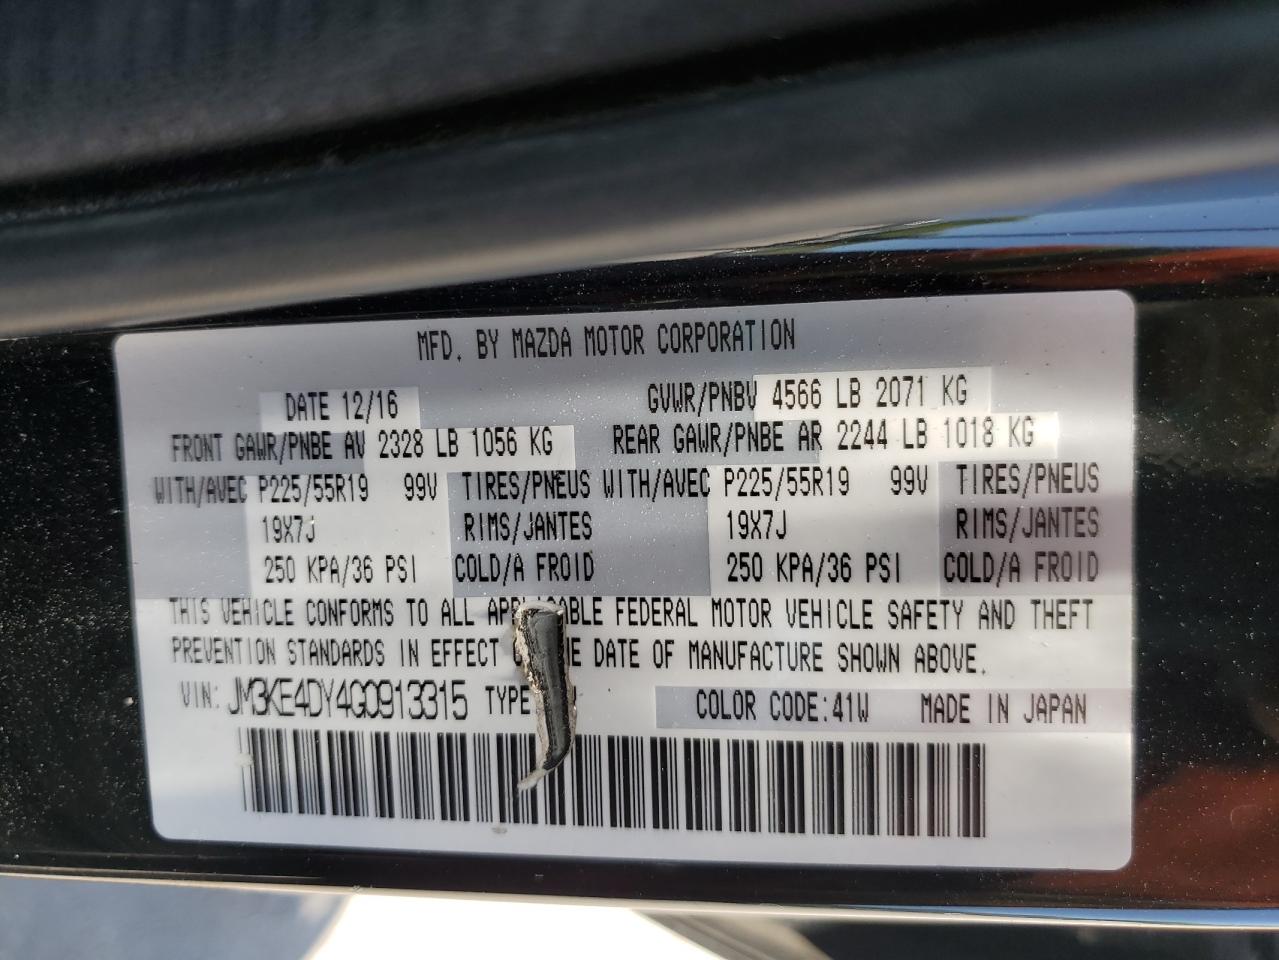 MFD. BY MAZDA MOTOR CORPORATION
DATE 12/16 GVWR/PNBV 4566 LB 2071 KG
FRONT GAWR/PNBE AV 2328 LB 1056 KG REAR GAWR/PNBE AR 2244 LB 1018 KG
WITH/AVEC P225/55R19 99V TIRES/PNEUS WITH/AVEC P225/55R19 99V TIRES/PNEUS
19X7J RIMS/JANTES 19X7J RIMS/JANTES
250 KPA/36 PSI COLD/A FROID 250 KPA/36 PSI COLD/A FROID
THIS VEHICLE CONFORMS TO ALL FEDERAL MOTOR VEHICLE SAFETY AND THEFT
PREVENTION STANDARDS IN EFFECT DATE OF MANUFACTURE SHOWN ABOVE.
VIN: JM3KE4DY4G0913315 TYPE COLOR CODE:41W MADE IN JAPAN